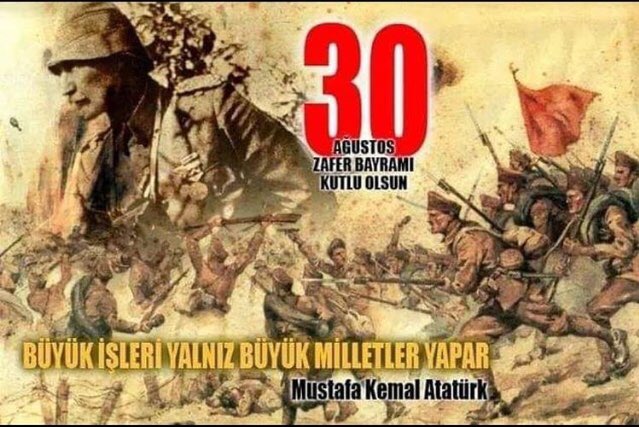 30
AĞUSTOS
ZAFER BAYRAMI
KUTLU OLSUN
BÜYÜK İŞLERİ YALNIZ BÜYÜK MİLLETLER YAPAR
Mustafa Kemal Atatürk